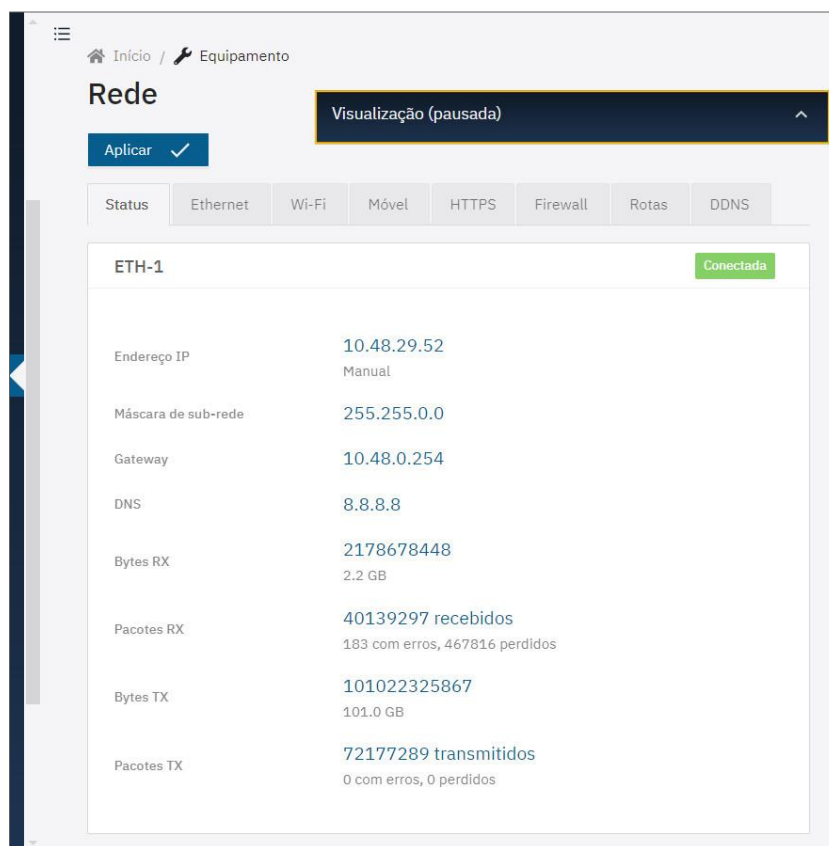 Início / Equipamento
Rede
Visualização (pausada)
Aplicar
Status Ethernet Wi-Fi Móvel HTTPS Firewall Rotas DDNS
ETH-1 Conectada
Endereço IP 10.48.29.52
Manual
Máscara de sub-rede 255.255.0.0
Gateway 10.48.0.254
DNS 8.8.8.8
Bytes RX 2178678448
2.2 GB
Pacotes RX 40139297 recebidos
183 com erros, 467816 perdidos
Bytes TX 101022325867
101.0 GB
Pacotes TX 72177289 transmitidos
0 com erros, 0 perdidos